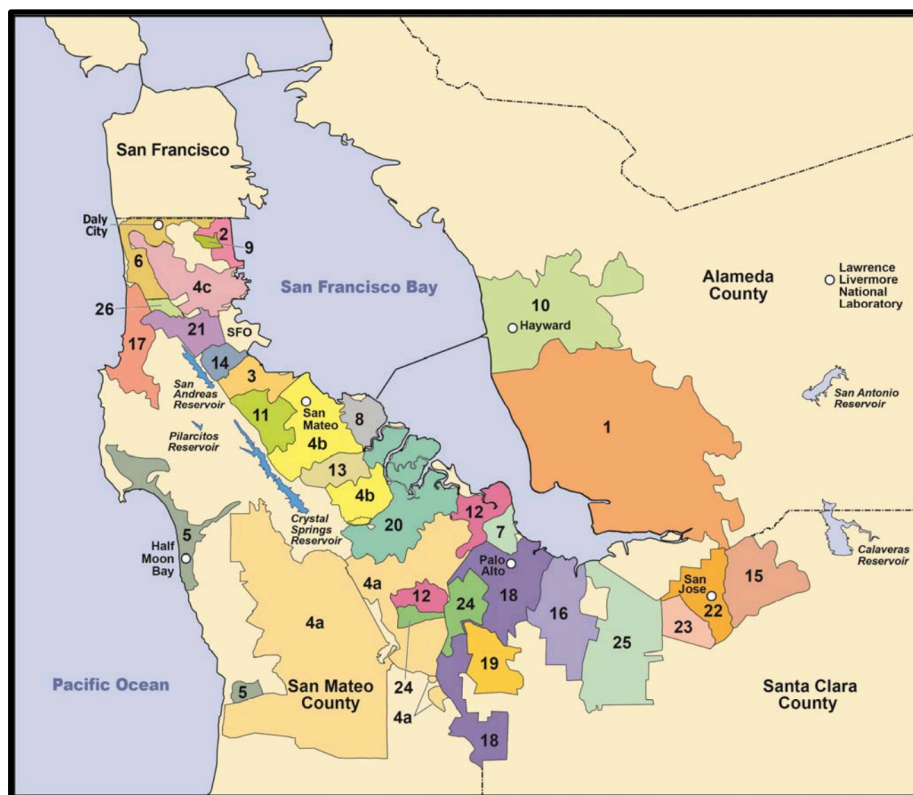 San Francisco
Daly
City
2
9
6
4c
San Francisco Bay
Alameda
County
Lawrence
Livermore
National
Laboratory
10
Hayward
26
21
SFO
17
14
3
San
Andreas
Reservoir
San Antonio
Reservoir
11
San
Mateo
8
1
Pilarcitos
Reservoir
4b
13
4b
12
Crystal
Springs
Reservoir
20
7
5
Half
Moon
Bay
Calaveras
Reservoir
Palo
Alto
4a
12
24
18
16
San
Jose
22
15
4a
23
25
19
Pacific Ocean
5
San Mateo
County
24
4a
Santa Clara
County
18